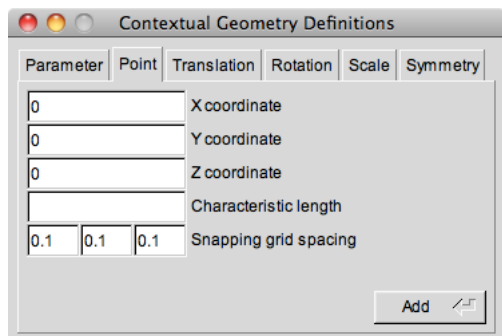 Contextual Geometry Definitions
Parameter Point Translation Rotation Scale Symmetry
0 X coordinate
0 Y coordinate
0 Z coordinate
Characteristic length
0.1 0.1 0.1 Snapping grid spacing
Add